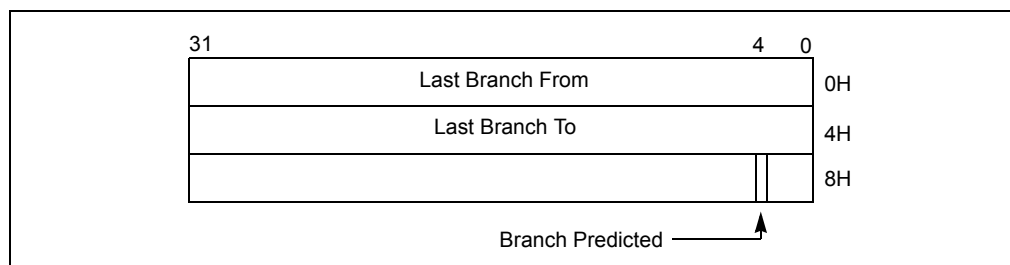 31 4 0
Last Branch From 0H
Last Branch To 4H
8H
Branch Predicted